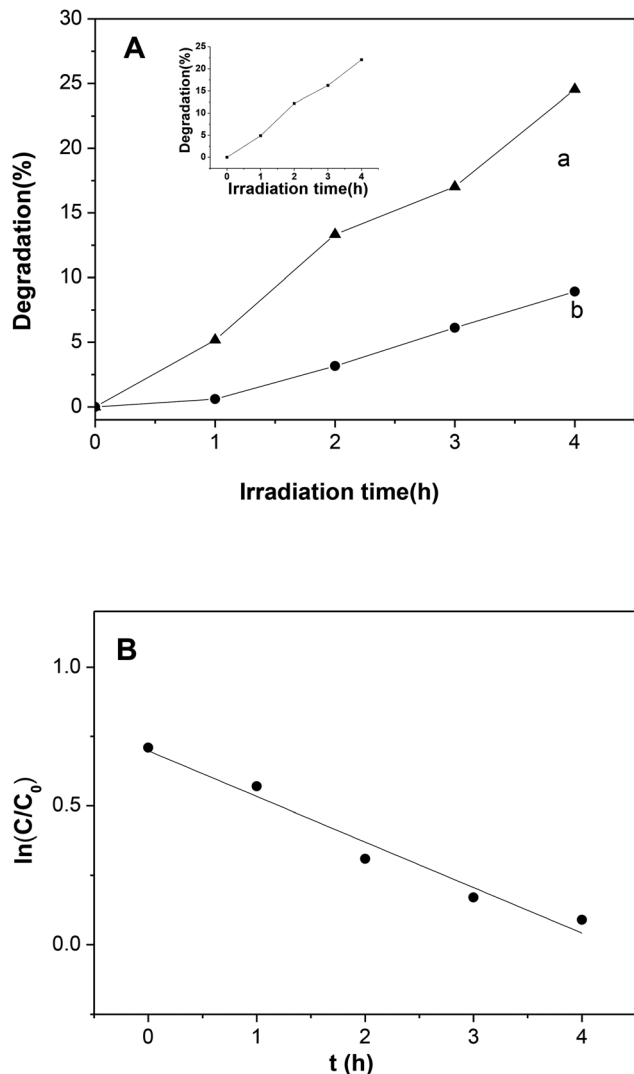 A
30
25
20
15
10
5
0
Degradation(%)
25
20
15
10
5
0
Degradation(%)
0 1 2 3 4
Irradiation time(h)
a
b
0 1 2 3 4
Irradiation time(h)
B
1.0
0.5
0.0
ln(C/C0)
0 1 2 3 4
t (h)